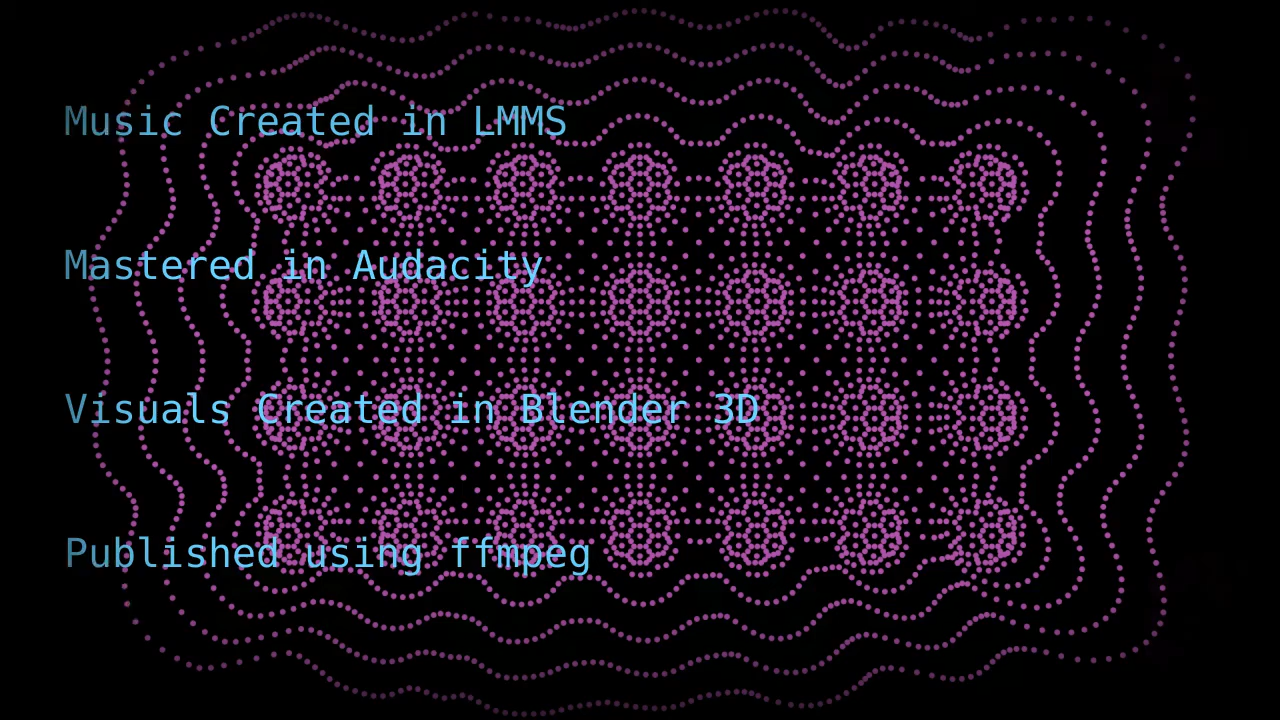 Music Created in LMMS
Mastered in Audacity
Visuals Created in Blender 3D
Published using ffmpeg